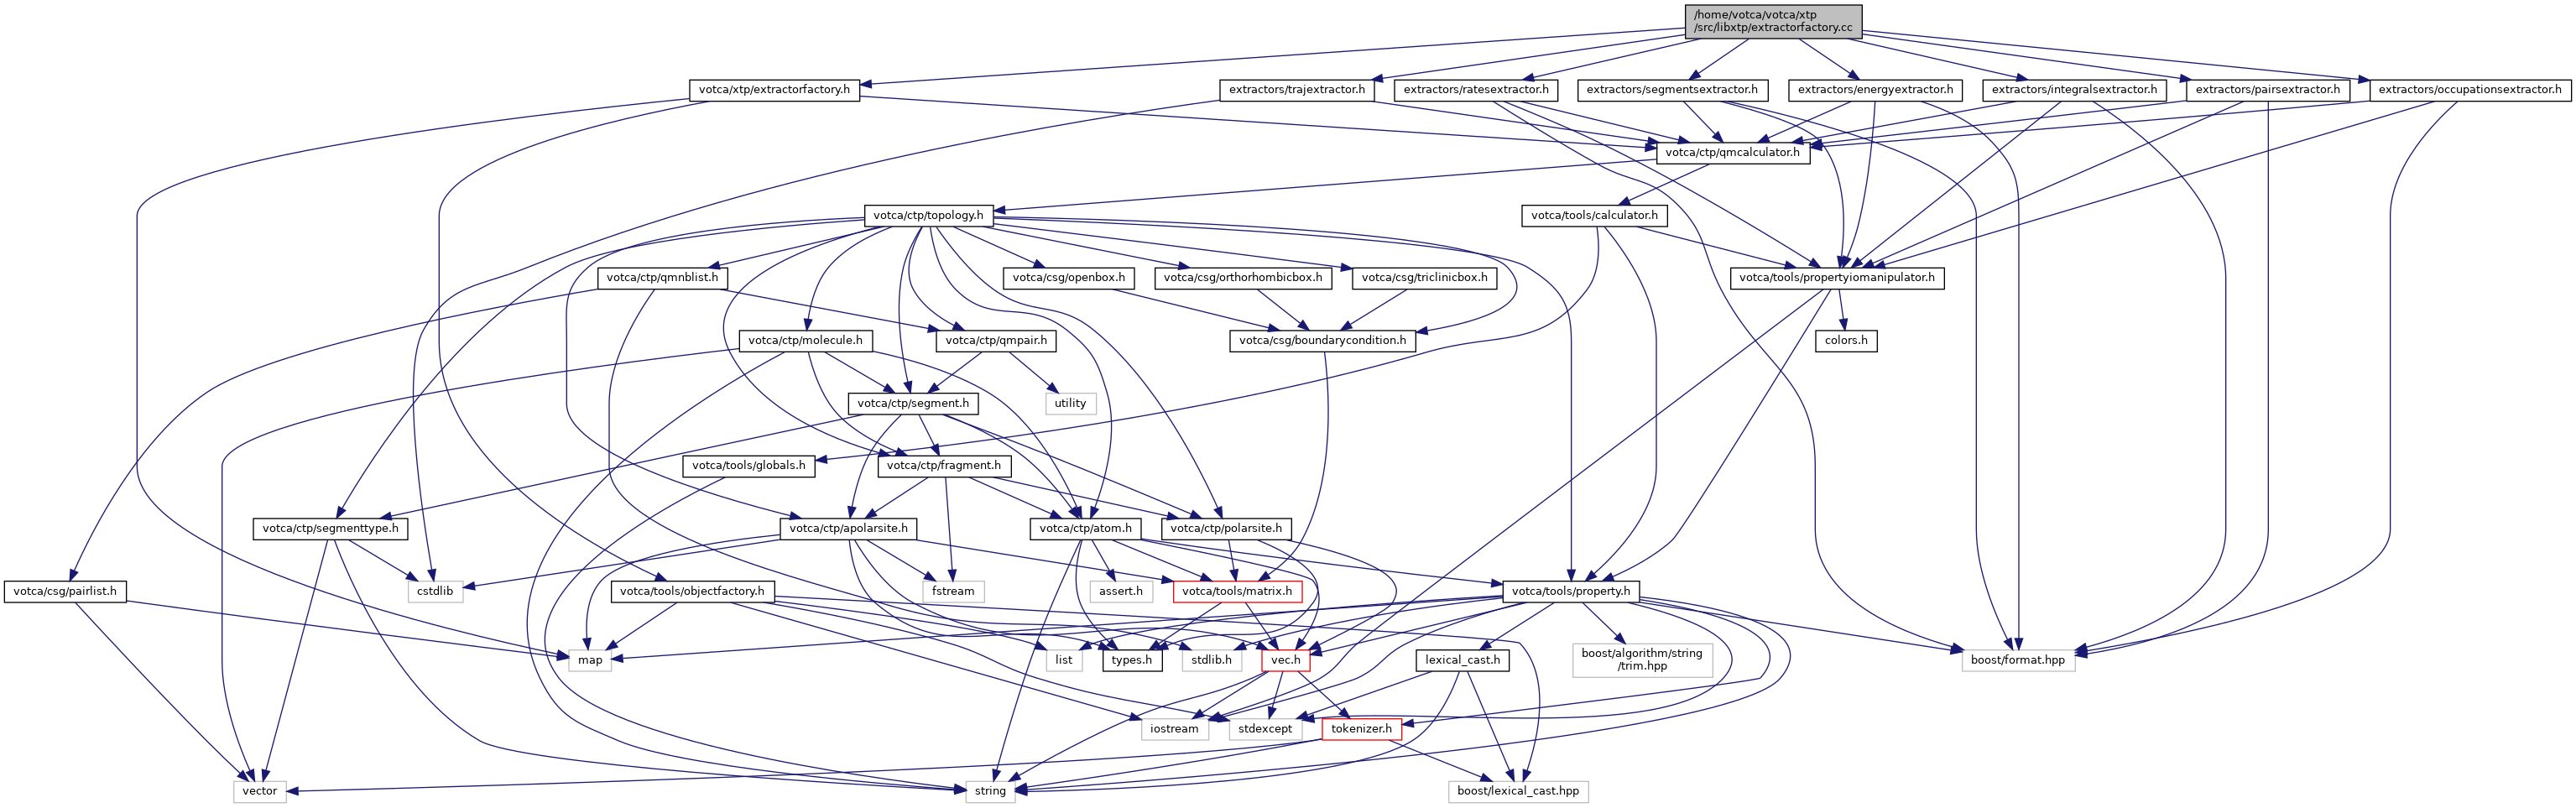 /home/votca/votca/xtp
/src/libxtp/extractorfactory.cc
votca/xtp/extractorfactory.h
extractors/trajextractor.h
extractors/ratesextractor.h
extractors/segmentsextractor.h
extractors/energyextractor.h
extractors/integralsextractor.h
extractors/pairsextractor.h
extractors/occupationsextractor.h
votca/ctp/qmcalculator.h
votca/ctp/topology.h
votca/tools/calculator.h
votca/ctp/qmnblist.h
votca/csg/openbox.h
votca/csg/orthorhombicbox.h
votca/csg/triclinicbox.h
votca/tools/propertyiomanipulator.h
votca/ctp/molecule.h
votca/ctp/qmpair.h
votca/csg/boundarycondition.h
colors.h
votca/ctp/segment.h
utility
votca/tools/globals.h
votca/ctp/fragment.h
votca/ctp/segmenttype.h
votca/ctp/apolarsite.h
votca/ctp/atom.h
votca/ctp/polarsite.h
votca/csg/pairlist.h
cstdlib
votca/tools/objectfactory.h
fstream
assert.h
votca/tools/matrix.h
votca/tools/property.h
map
list
types.h
stdlib.h
vec.h
lexical_cast.h
boost/algorithm/string
/trim.hpp
boost/format.hpp
iostream
stdexcept
tokenizer.h
vector
string
boost/lexical_cast.hpp